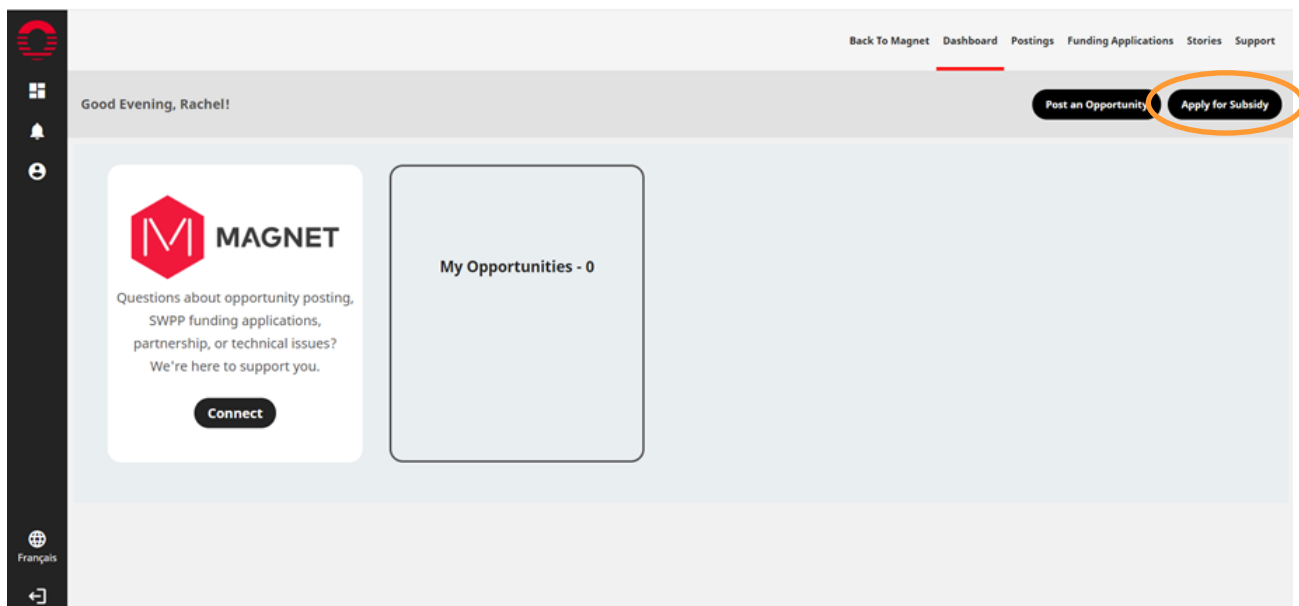 Back To Magnet Dashboard Postings Funding Applications Stories Support
Good Evening, Rachel!
Post an Opportunity
Apply for Subsidy
MAGNET
Questions about opportunity posting,
SWPP funding applications,
partnership, or technical issues?
We're here to support you.
Connect
My Opportunities - 0
Français